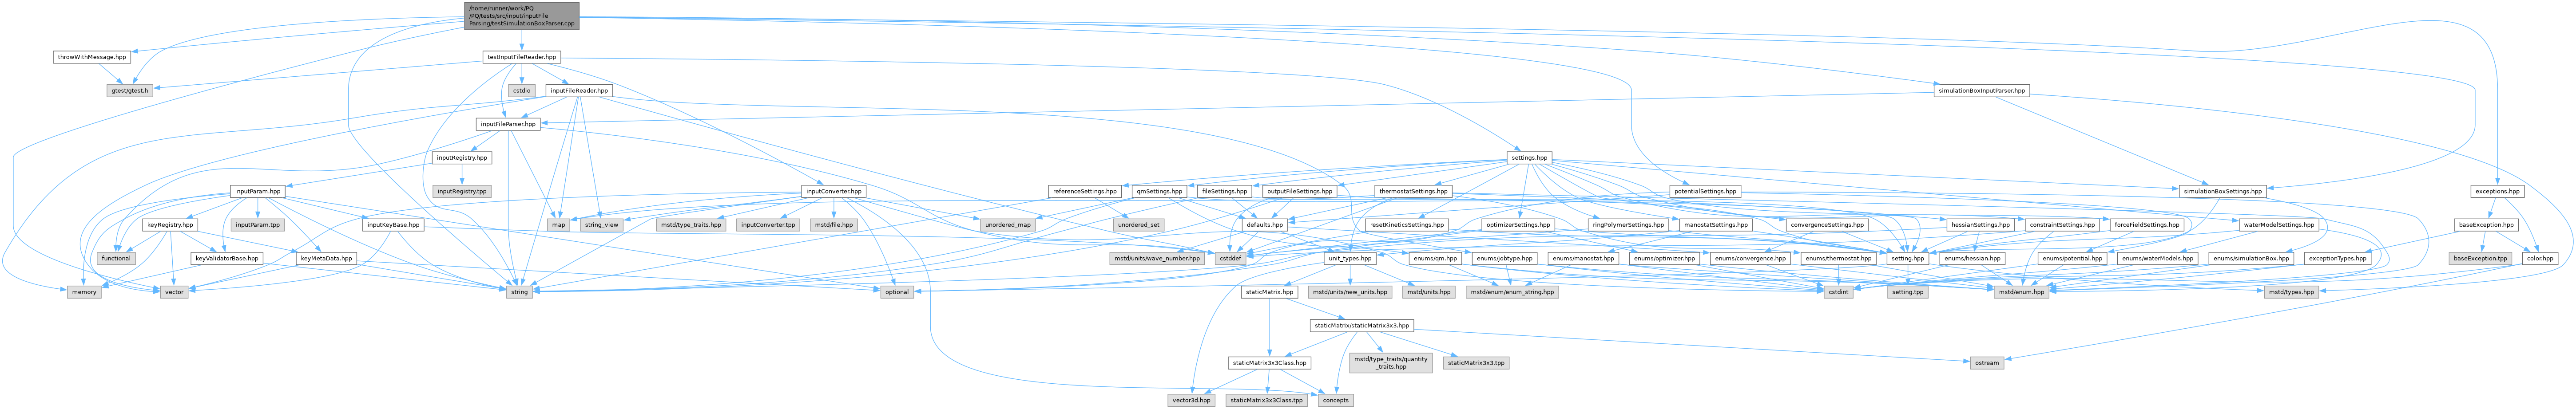 /home/runner/work/PQ
/PQ/tests/src/input/inputFile
Parsing/testSimulationBoxParser.cpp
throwWithMessage.hpp
testInputFileReader.hpp
gtest/gtest.h
cstdio
inputFileReader.hpp
simulationBoxInputParser.hpp
inputFileParser.hpp
inputRegistry.hpp
settings.hpp
inputParam.hpp
inputRegistry.tpp
inputConverter.hpp
referenceSettings.hpp
qmSettings.hpp
fileSettings.hpp
outputFileSettings.hpp
thermostatSettings.hpp
potentialSettings.hpp
simulationBoxSettings.hpp
exceptions.hpp
keyRegistry.hpp
inputParam.tpp
inputKeyBase.hpp
mstd/type_traits.hpp
inputConverter.tpp
mstd/file.hpp
map
string_view
unordered_map
unordered_set
defaults.hpp
resetKineticsSettings.hpp
optimizerSettings.hpp
ringPolymerSettings.hpp
manostatSettings.hpp
convergenceSettings.hpp
hessianSettings.hpp
constraintSettings.hpp
forceFieldSettings.hpp
waterModelSettings.hpp
baseException.hpp
functional
keyValidatorBase.hpp
keyMetaData.hpp
mstd/units/wave_number.hpp
cstddef
unit_types.hpp
enums/qm.hpp
enums/jobtype.hpp
enums/manostat.hpp
enums/optimizer.hpp
enums/convergence.hpp
enums/thermostat.hpp
setting.hpp
enums/hessian.hpp
enums/potential.hpp
enums/waterModels.hpp
enums/simulationBox.hpp
exceptionTypes.hpp
baseException.tpp
color.hpp
memory
vector
string
optional
staticMatrix.hpp
mstd/units/new_units.hpp
mstd/units.hpp
mstd/enum/enum_string.hpp
cstdint
setting.tpp
mstd/enum.hpp
mstd/types.hpp
staticMatrix/staticMatrix3x3.hpp
staticMatrix3x3Class.hpp
mstd/type_traits/quantity
_traits.hpp
staticMatrix3x3.tpp
ostream
vector3d.hpp
staticMatrix3x3Class.tpp
concepts